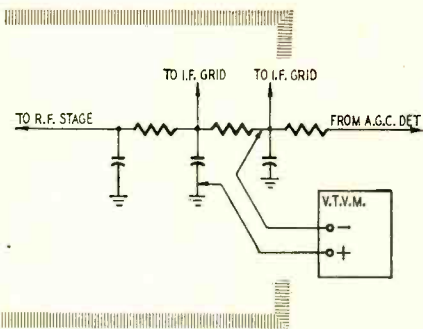 TO I.F. GRID
TO I.F. GRID
TO R.F. STAGE
FROM A.G.C. DET
V.T.V.M.
−
+